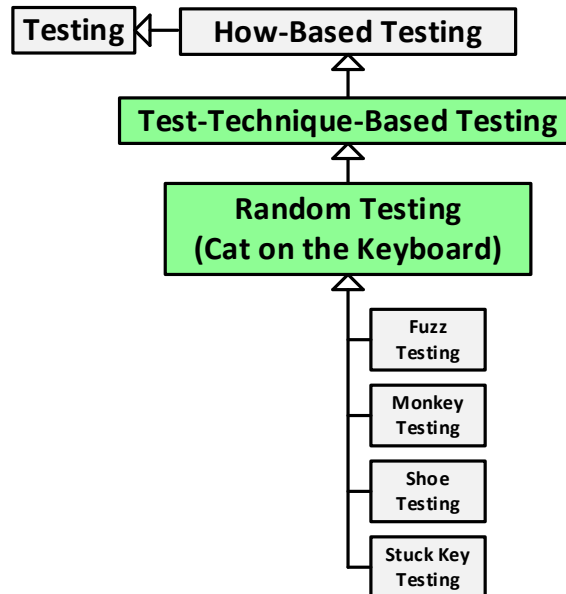 Testing
How-Based Testing
Test-Technique-Based Testing
Random Testing
(Cat on the Keyboard)
Fuzz
Testing
Monkey
Testing
Shoe
Testing
Stuck Key
Testing